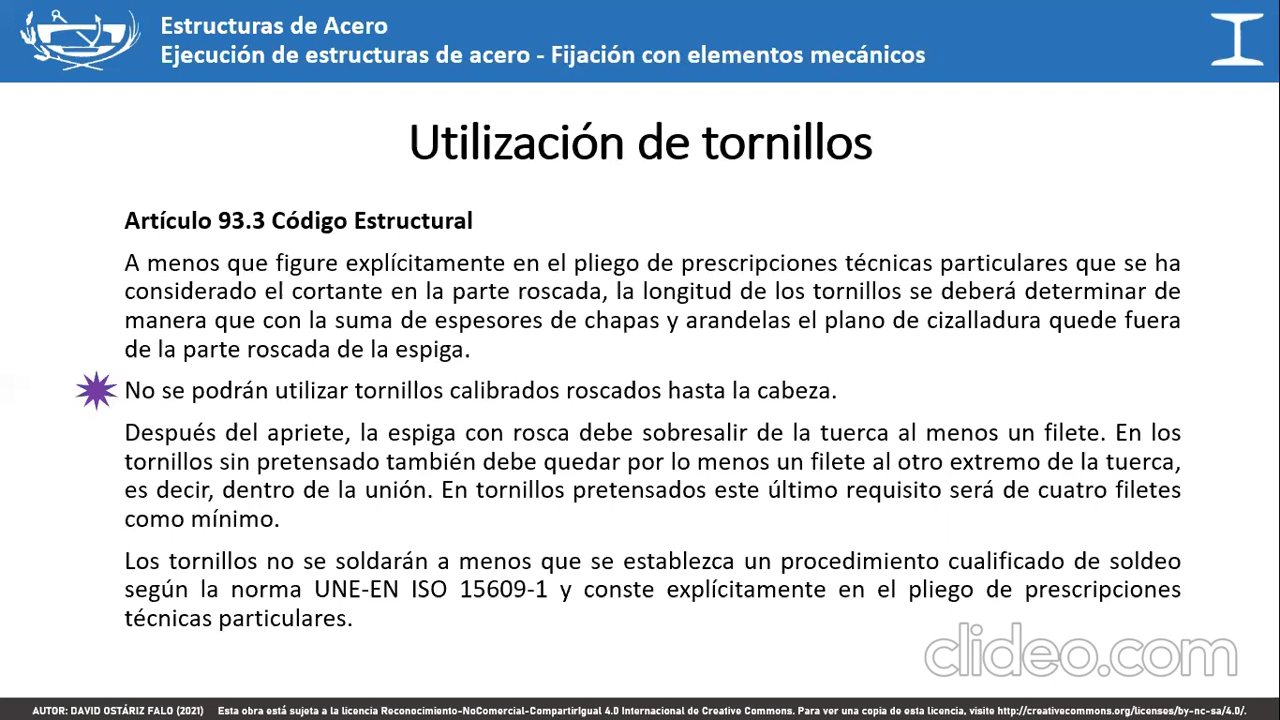 Estructuras de Acero
Ejecución de estructuras de acero - Fijación con elementos mecánicos
Utilización de tornillos
Artículo 93.3 Código Estructural
A menos que figure explícitamente en el pliego de prescripciones técnicas particulares que se ha
considerado el cortante en la parte roscada, la longitud de los tornillos se deberá determinar de
manera que con la suma de espesores de chapas y arandelas el plano de cizalladura quede fuera
de la parte roscada de la espiga.
No se podrán utilizar tornillos calibrados roscados hasta la cabeza.
Después del apriete, la espiga con rosca debe sobresalir de la tuerca al menos un filete. En los
tornillos sin pretensado también debe quedar por lo menos un filete al otro extremo de la tuerca,
es decir, dentro de la unión. En tornillos pretensados este último requisito será de cuatro filetes
como mínimo.
Los tornillos no se soldarán a menos que se establezca un procedimiento cualificado de soldeo
según la norma UNE-EN ISO 15609-1 y conste explícitamente en el pliego de prescripciones
técnicas particulares.
clideo.com
AUTOR: DAVID OSTÁRIZ FALO (2021) Esta obra está sujeta a la licencia Reconocimiento-NoComercial-CompartirIgual 4.0 Internacional de Creative Commons. Para ver una copia de esta licencia, visite http://creativecommons.org/licenses/by-nc-sa/4.0/.